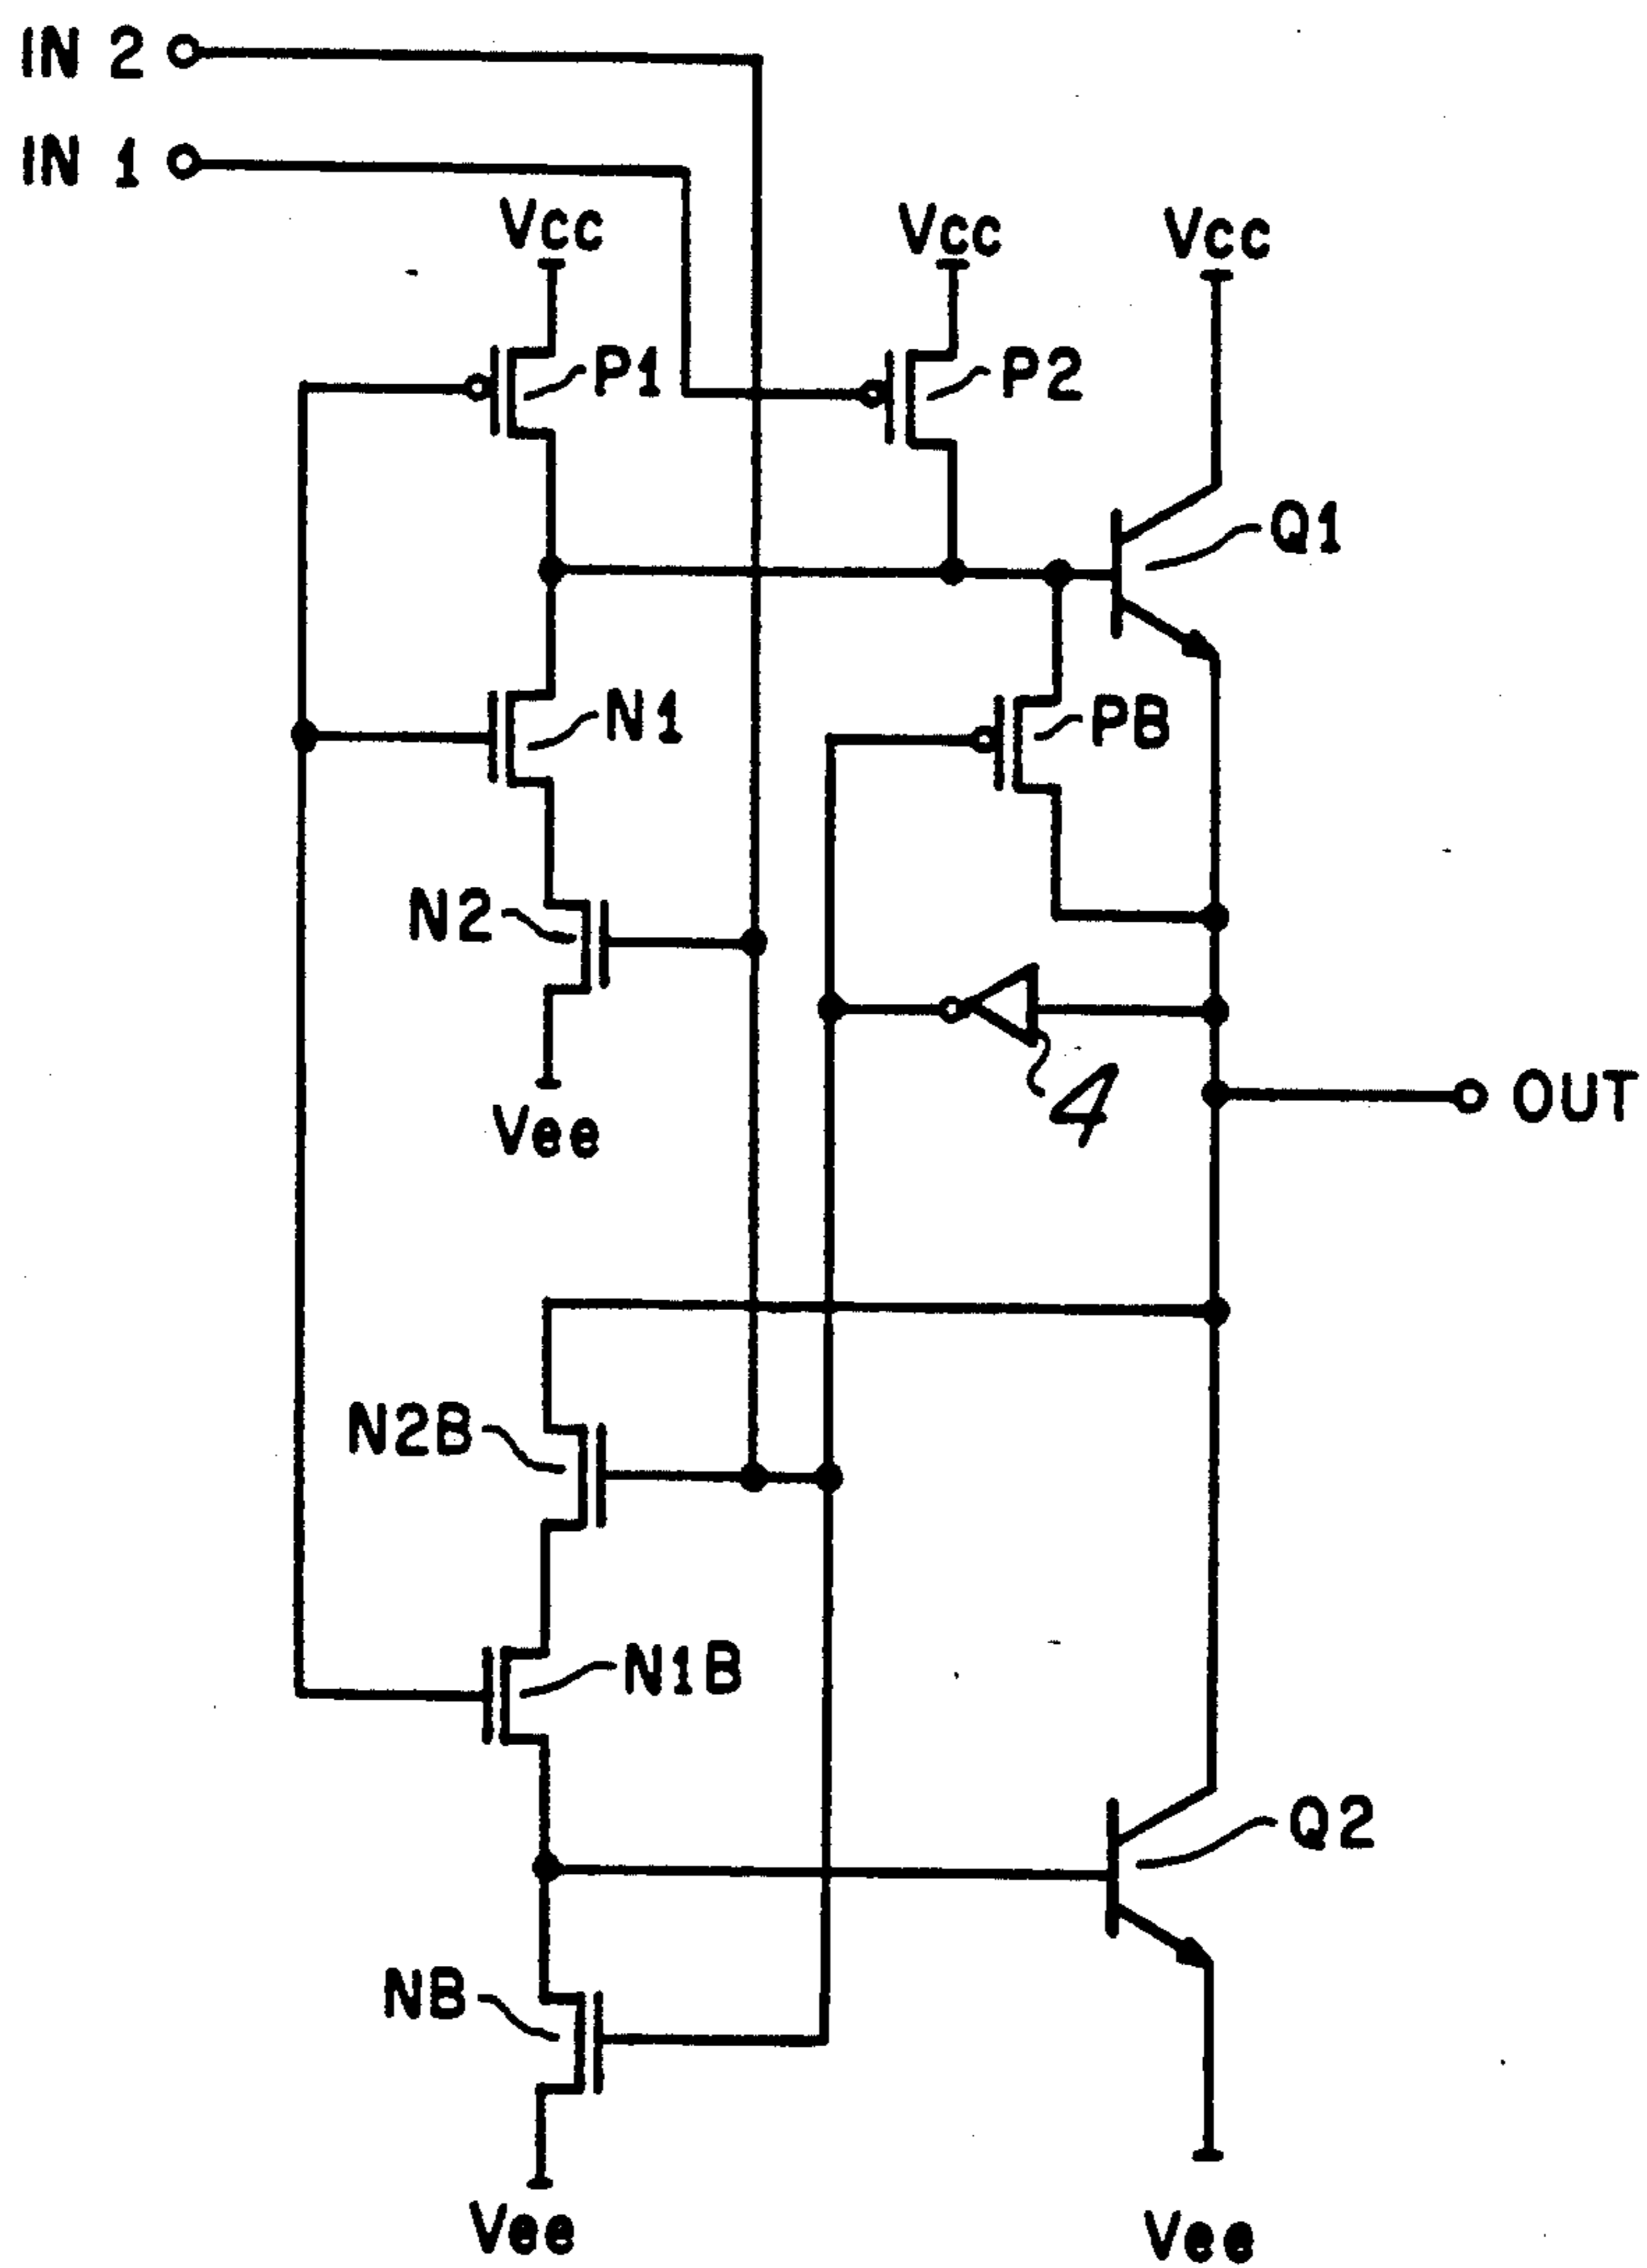 IN 2
IN 1
Vcc
Vcc
Vcc
P1
P2
Q1
N1
PB
N2
4
OUT
Vee
N2B
N1B
Q2
NB
Vee
Vee